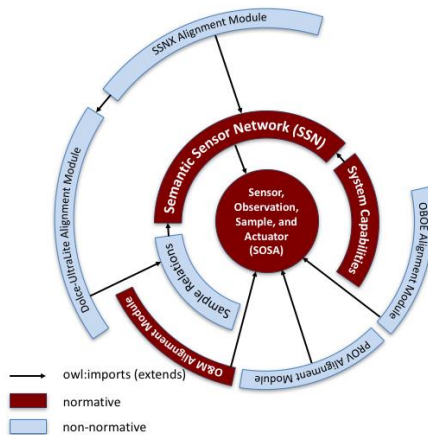 SSNX Alignment Module
Semantic Sensor Network (SSN)
System Capabilities
OBOE Alignment Module
Dolce-UltraLite Alignment Module
Sensor,
Observation,
Sample, and
Actuator
(SOSA)
Sample Relations
O&M Alignment Module
PROV Alignment Module
owl:imports (extends)
normative
non-normative